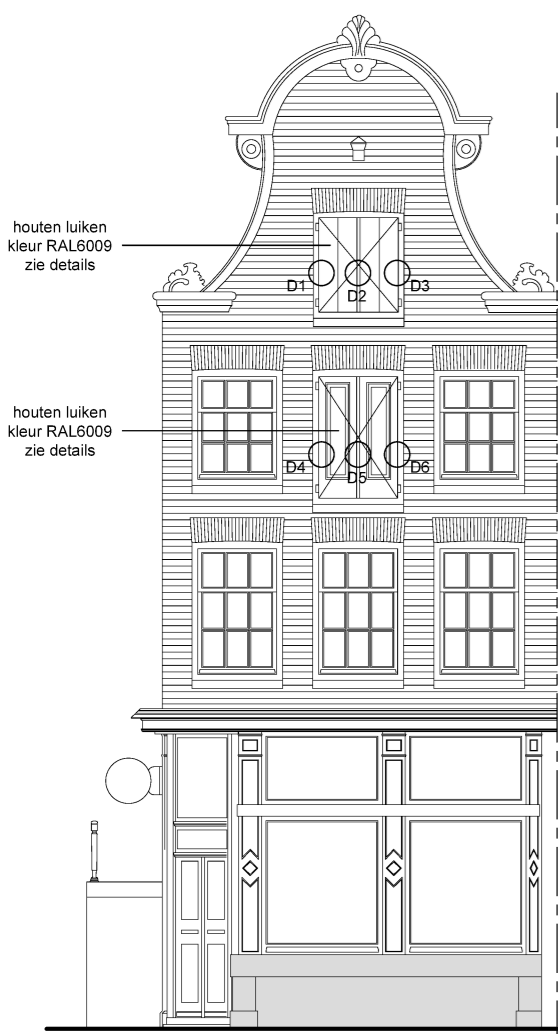 houten luiken
kleur RAL6009
zie details
D1
D2
D3
houten luiken
kleur RAL6009
zie details
D4
D5
D6